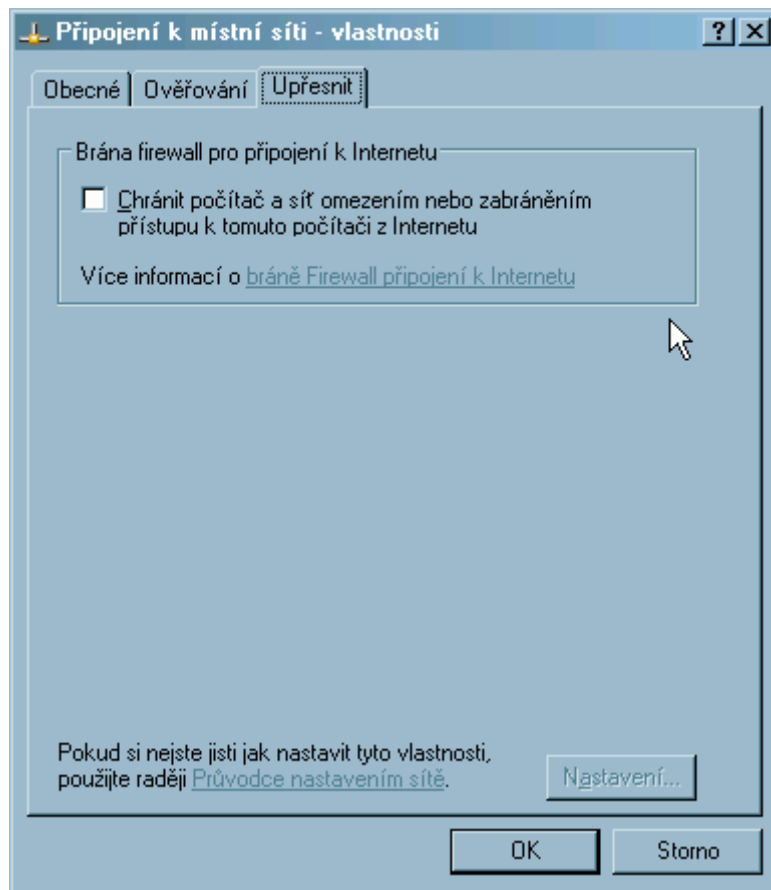 Připojení k místní síti - vlastnosti
Obecné
Ověřování
Upřesnit
Brána firewall pro připojení k Internetu
Chránit počítač a síť omezením nebo zabráněním
přístupu k tomuto počítači z Internetu
Více informací o bráně Firewall připojení k Internetu
Pokud si nejste jisti jak nastavit tyto vlastnosti,
použijte raději Průvodce nastavením sítě.
Nastavení...
OK
Storno